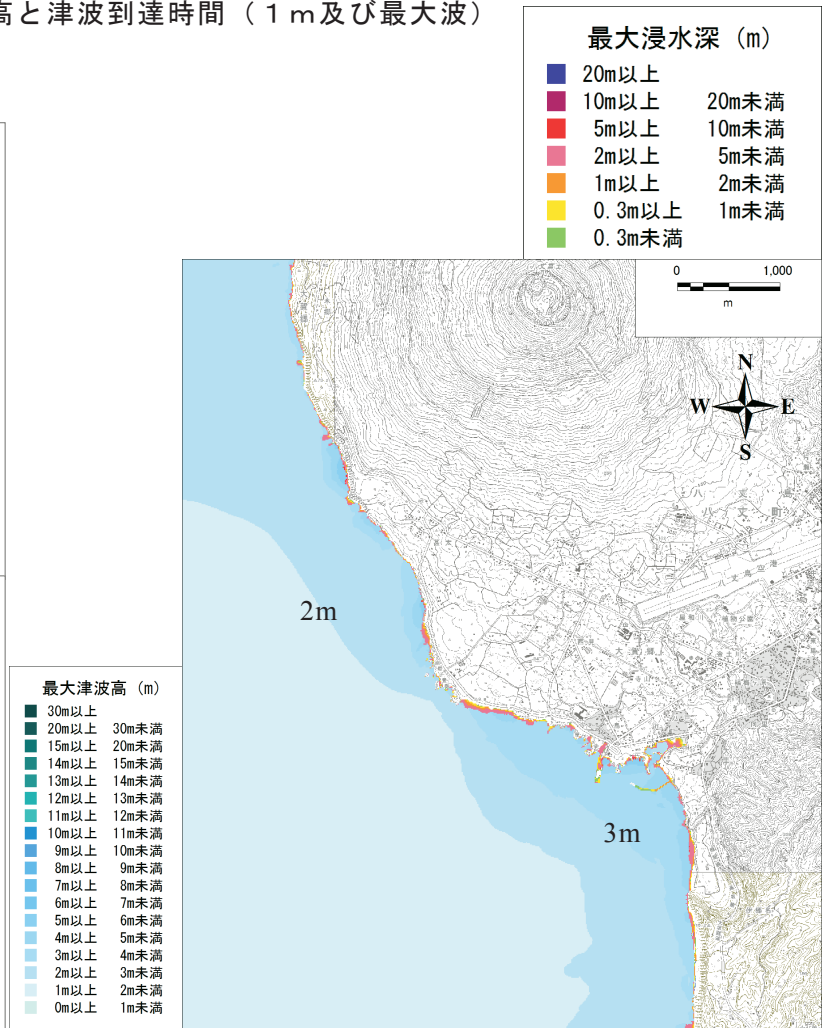 高と津波到達時間（１ｍ及び最大波）
最大浸水深 (m)
20m以上
10m以上 20m未満
5m以上 10m未満
2m以上 5m未満
1m以上 2m未満
0.3m以上 1m未満
0.3m未満
0 1,000
m
N
W E
S
八丈島
八丈町
八丈島空港
2m
3m
最大津波高 (m)
30m以上
20m以上 30m未満
15m以上 20m未満
14m以上 15m未満
13m以上 14m未満
12m以上 13m未満
11m以上 12m未満
10m以上 11m未満
9m以上 10m未満
8m以上 9m未満
7m以上 8m未満
6m以上 7m未満
5m以上 6m未満
4m以上 5m未満
3m以上 4m未満
2m以上 3m未満
1m以上 2m未満
0m以上 1m未満